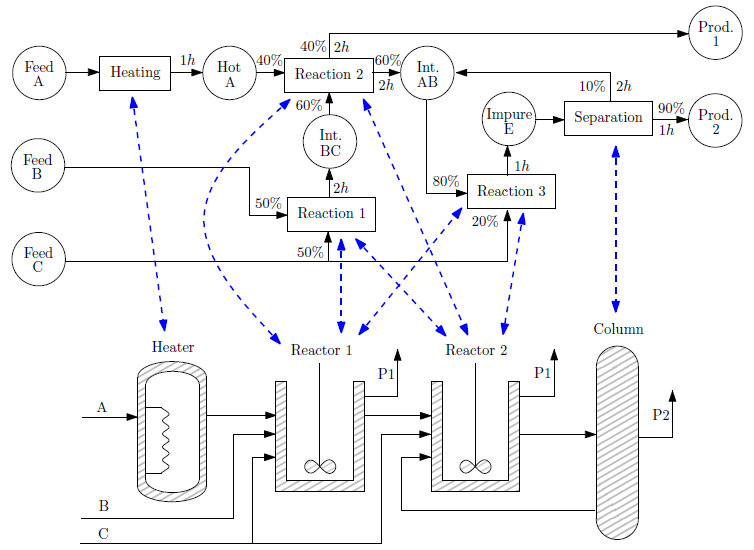 Prod.
1
40% 2h
Feed
A
Heating
1h
Hot
A
40%
Reaction 2
60%
2h
Int.
AB
10% 2h
60%
Impure
E
Separation
90%
1h
Prod.
2
Int.
BC
Feed
B
1h
80%
Reaction 3
2h
50%
Reaction 1
20%
Feed
C
50%
Column
Heater
Reactor 1
Reactor 2
P1
P1
A
P2
B
C